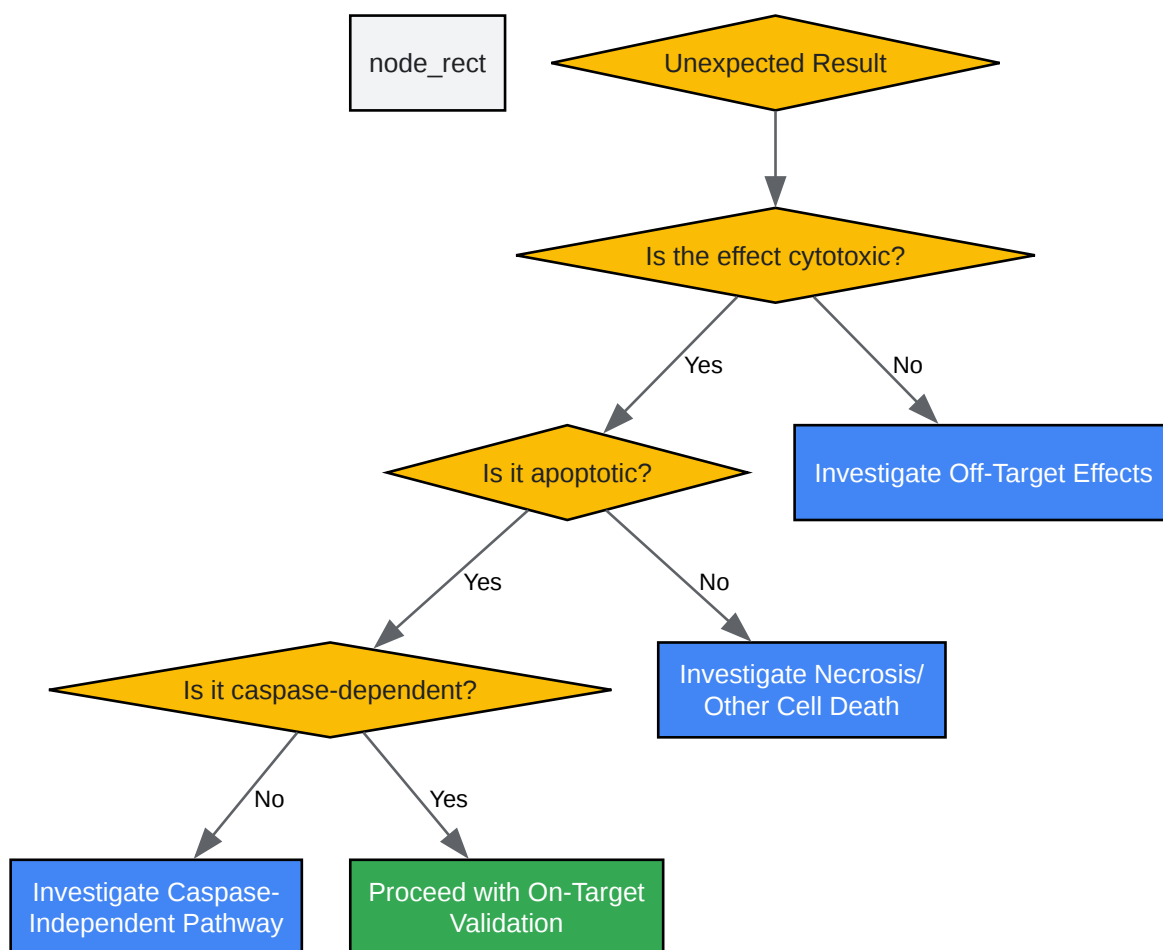 node_rect
Unexpected Result
Is the effect cytotoxic?
Yes
No
Is it apoptotic?
Investigate Off-Target Effects
Yes
No
Is it caspase-dependent?
Investigate Necrosis/
Other Cell Death
No
Yes
Investigate Caspase-
Independent Pathway
Proceed with On-Target
Validation